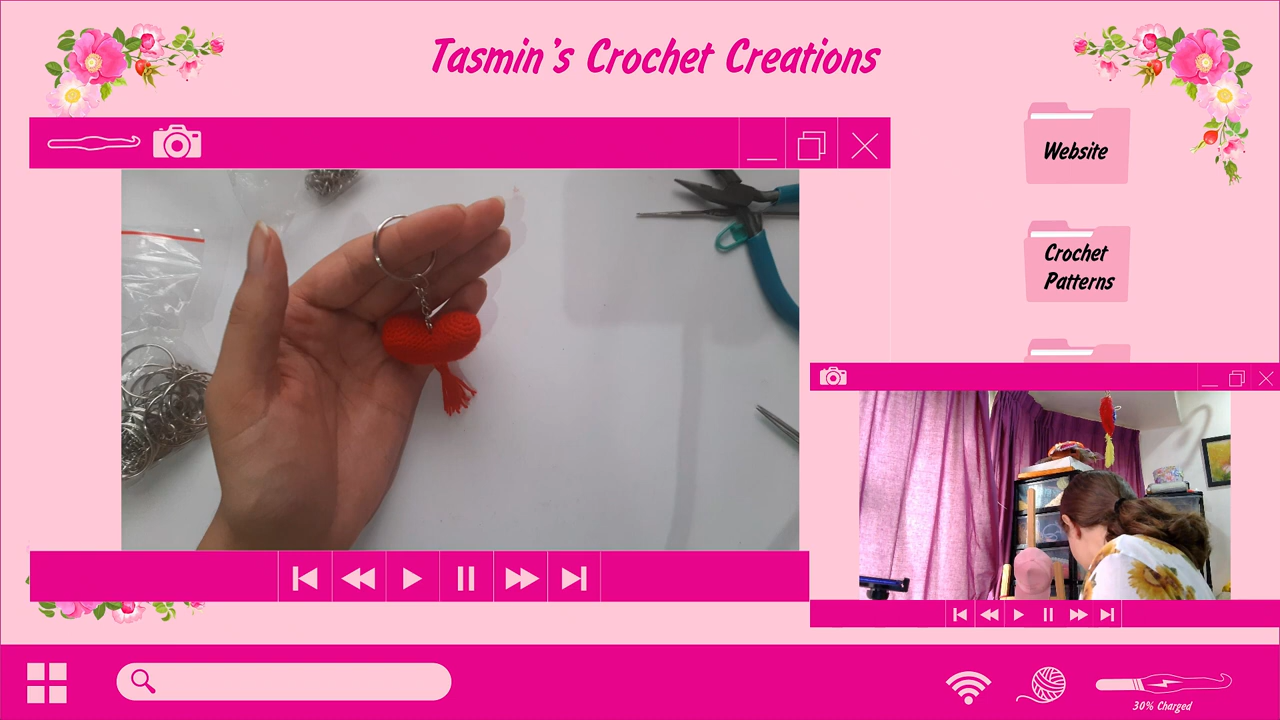 Tasmin's Crochet Creations
Website
Crochet
Patterns
30% Charged